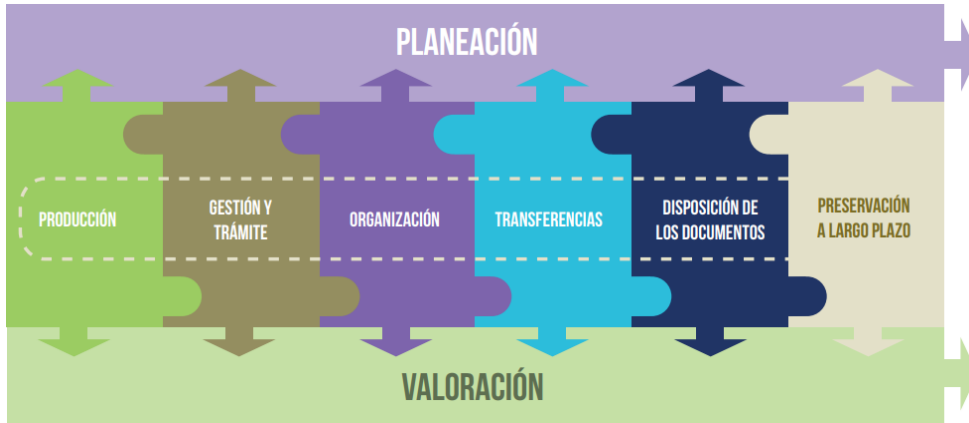 PLANEACIÓN
PRODUCCIÓN
GESTIÓN Y
TRÁMITE
ORGANIZACIÓN
TRANSFERENCIAS
DISPOSICIÓN DE
LOS DOCUMENTOS
PRESERVACIÓN
A LARGO PLAZO
VALORACIÓN